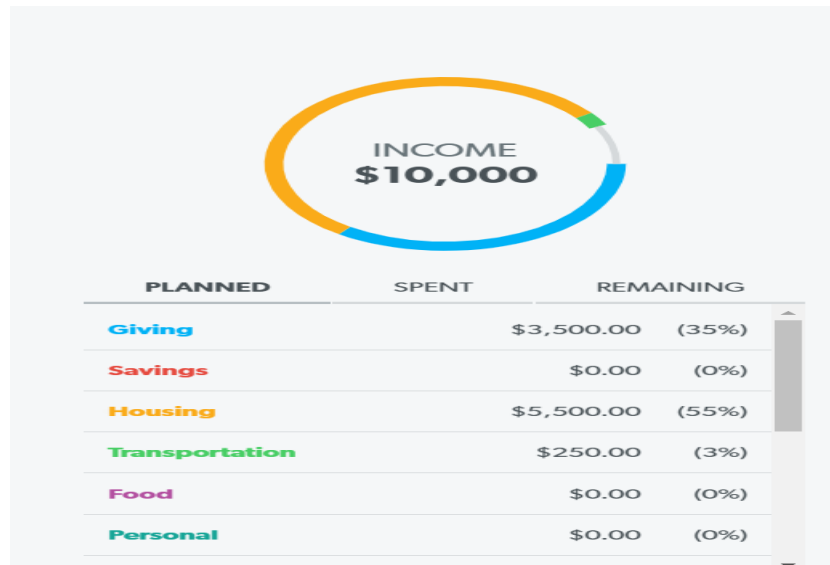 INCOME
$10,000
PLANNED SPENT REMAINING
Giving $3,500.00 (35%)
Savings $0.00 (0%)
Housing $5,500.00 (55%)
Transportation $250.00 (3%)
Food $0.00 (0%)
Personal $0.00 (0%)